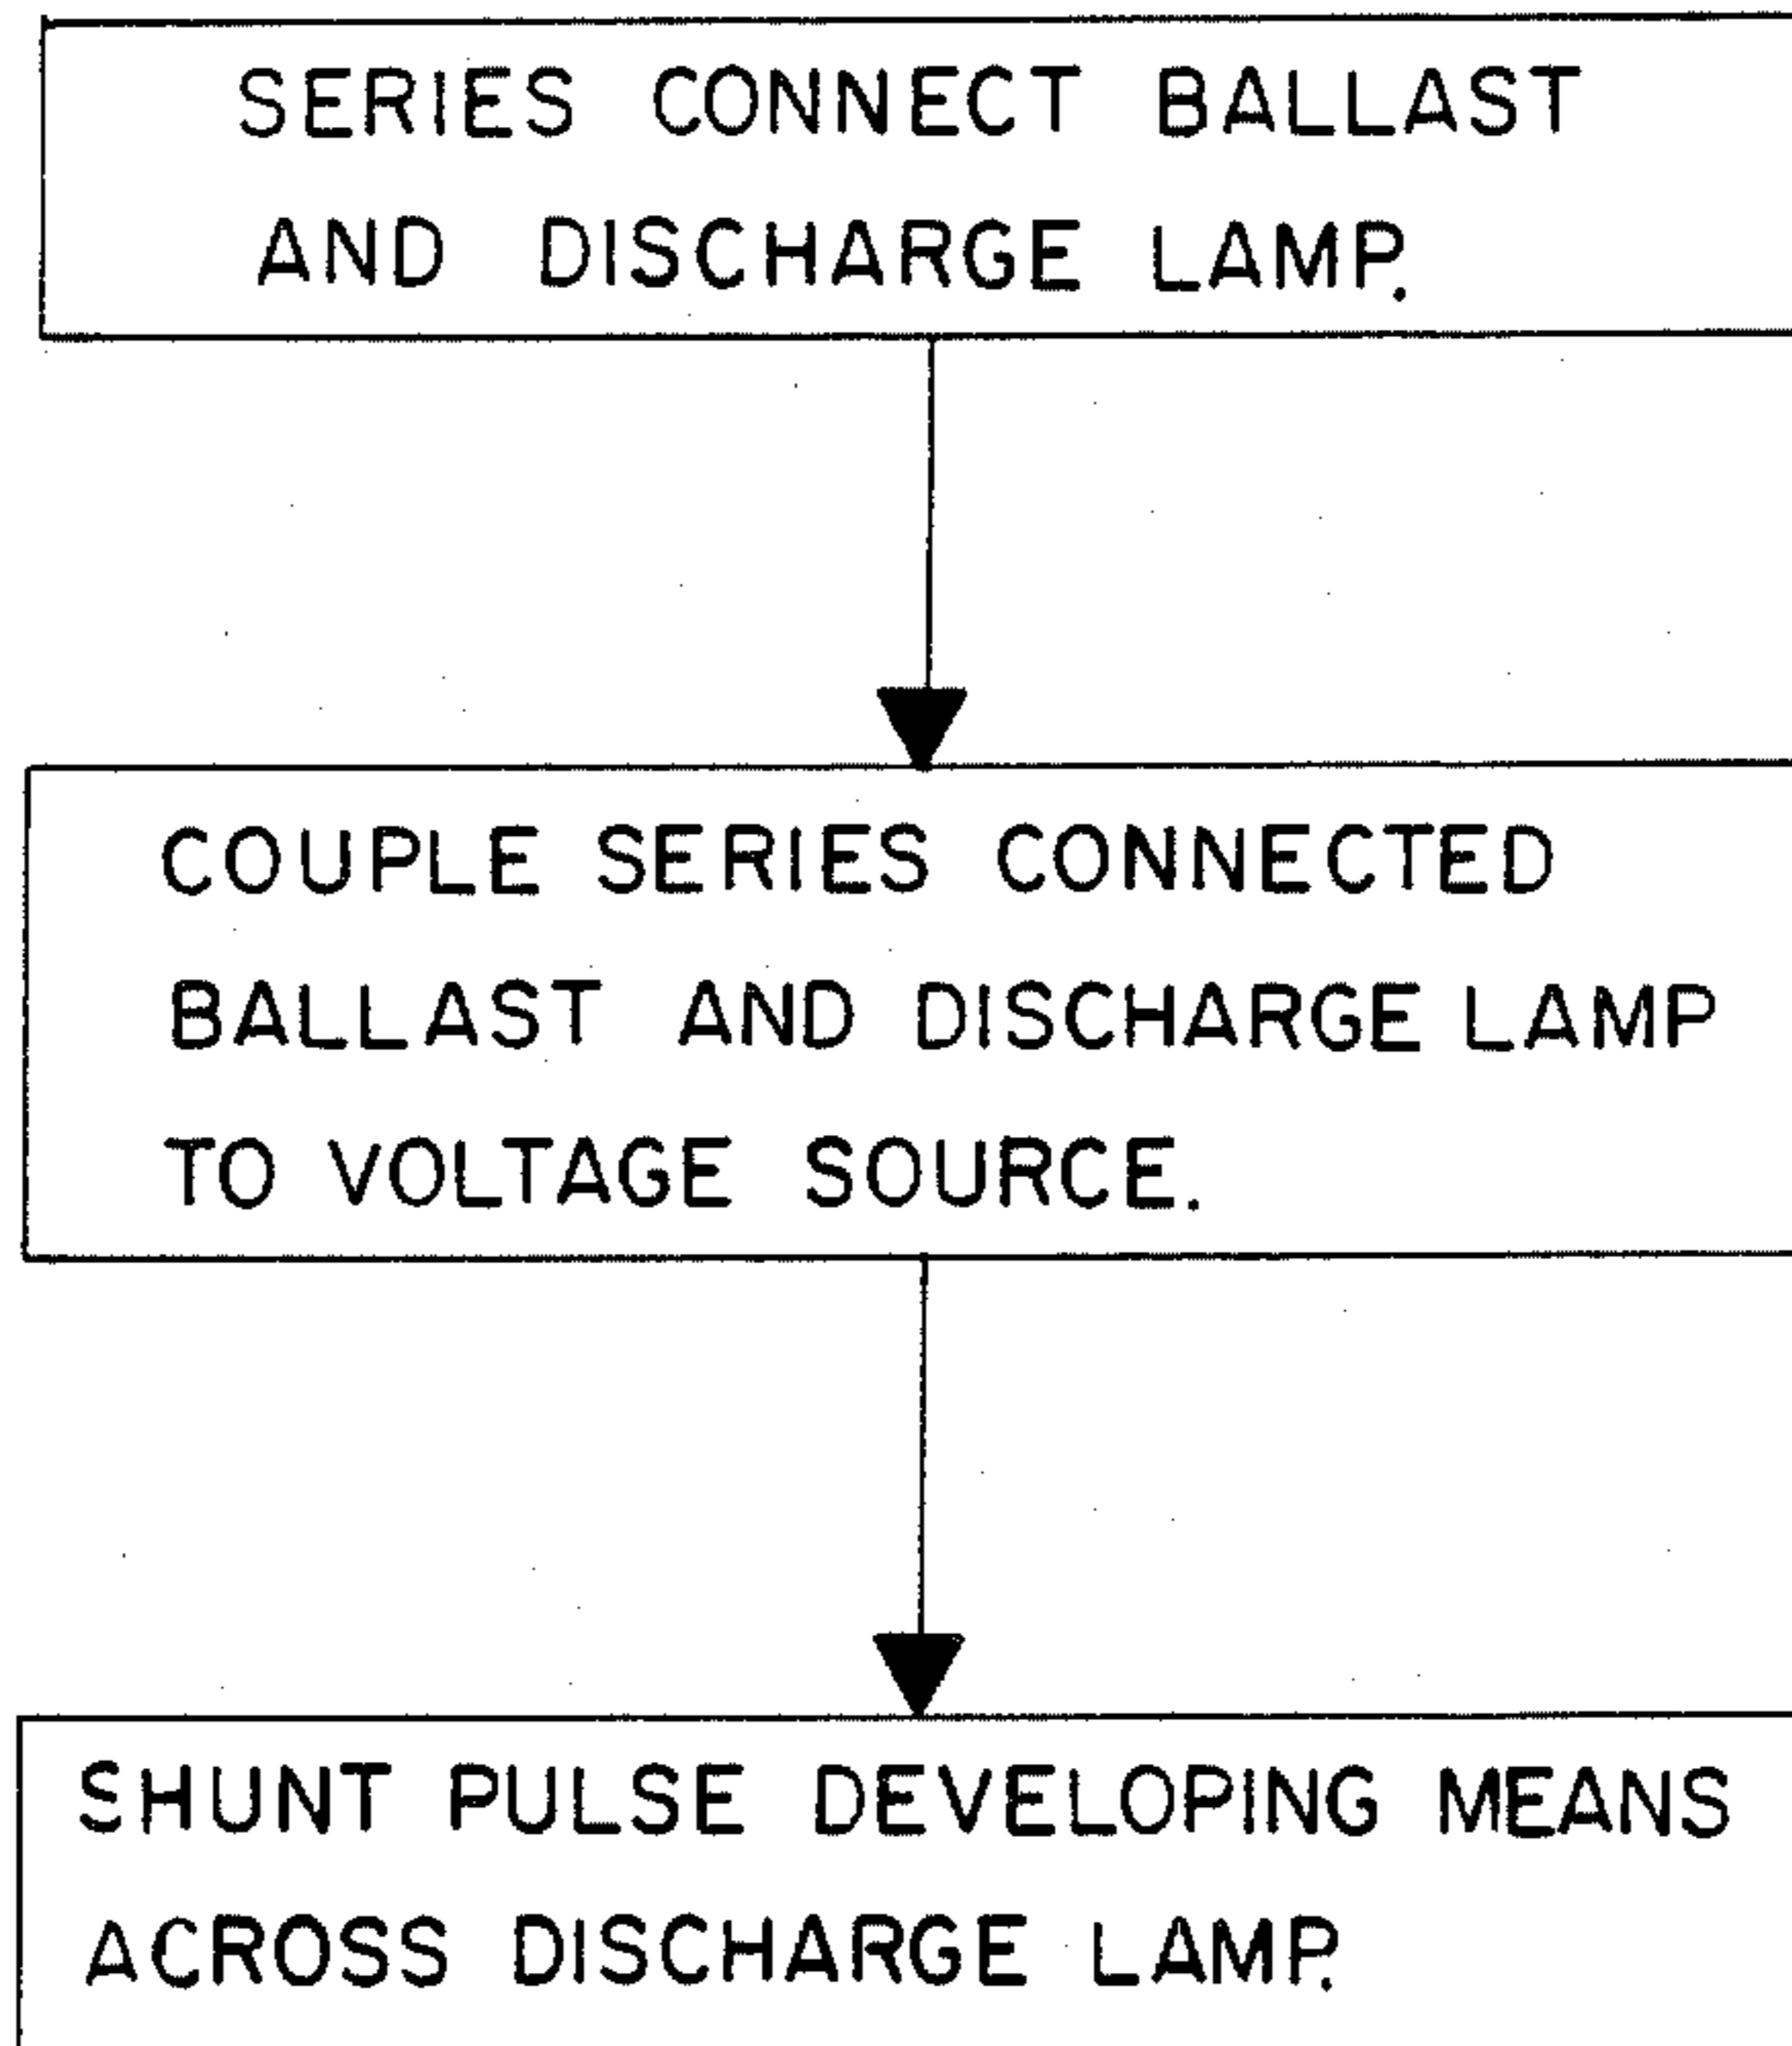 SERIES CONNECT BALLAST
AND DISCHARGE LAMP.
COUPLE SERIES CONNECTED
BALLAST AND DISCHARGE LAMP
TO VOLTAGE SOURCE.
SHUNT PULSE DEVELOPING MEANS
ACROSS DISCHARGE LAMP.